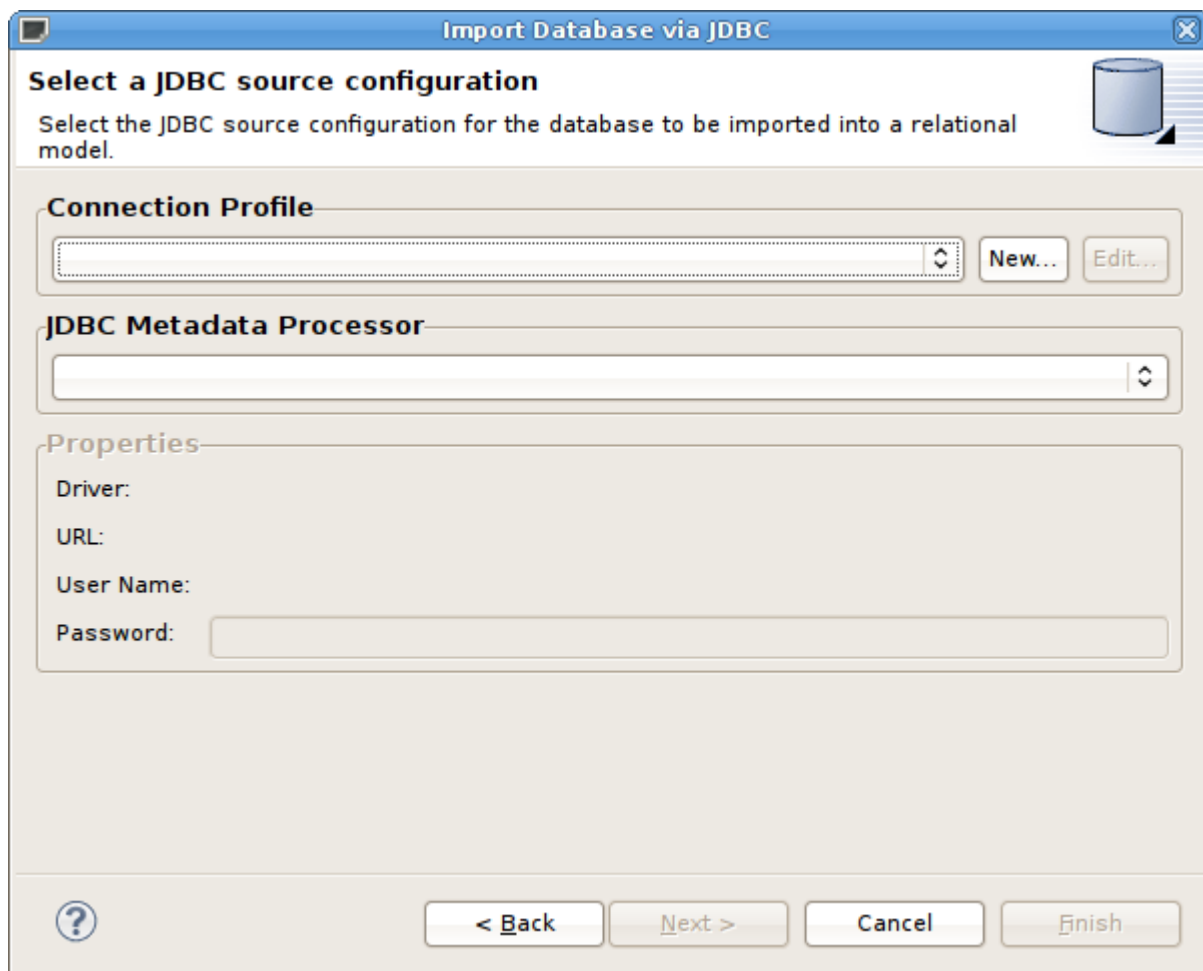 Import Database via JDBC
Select a JDBC source configuration
Select the JDBC source configuration for the database to be imported into a relational
model.
Connection Profile
New... Edit...
JDBC Metadata Processor
Properties
Driver:
URL:
User Name:
Password:
? < Back Next > Cancel Finish